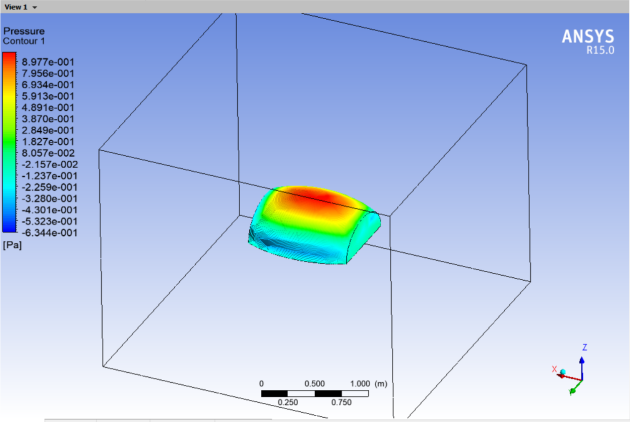 View 1
Pressure
Contour 1
8.977e-001
7.956e-001
6.934e-001
5.913e-001
4.891e-001
3.870e-001
2.849e-001
1.827e-001
8.057e-002
-2.157e-002
-1.237e-001
-2.259e-001
-3.280e-001
-4.301e-001
-5.323e-001
-6.344e-001
[Pa]
ANSYS
R15.0
0 0.500 1.000 (m)
0.250 0.750
Z
X